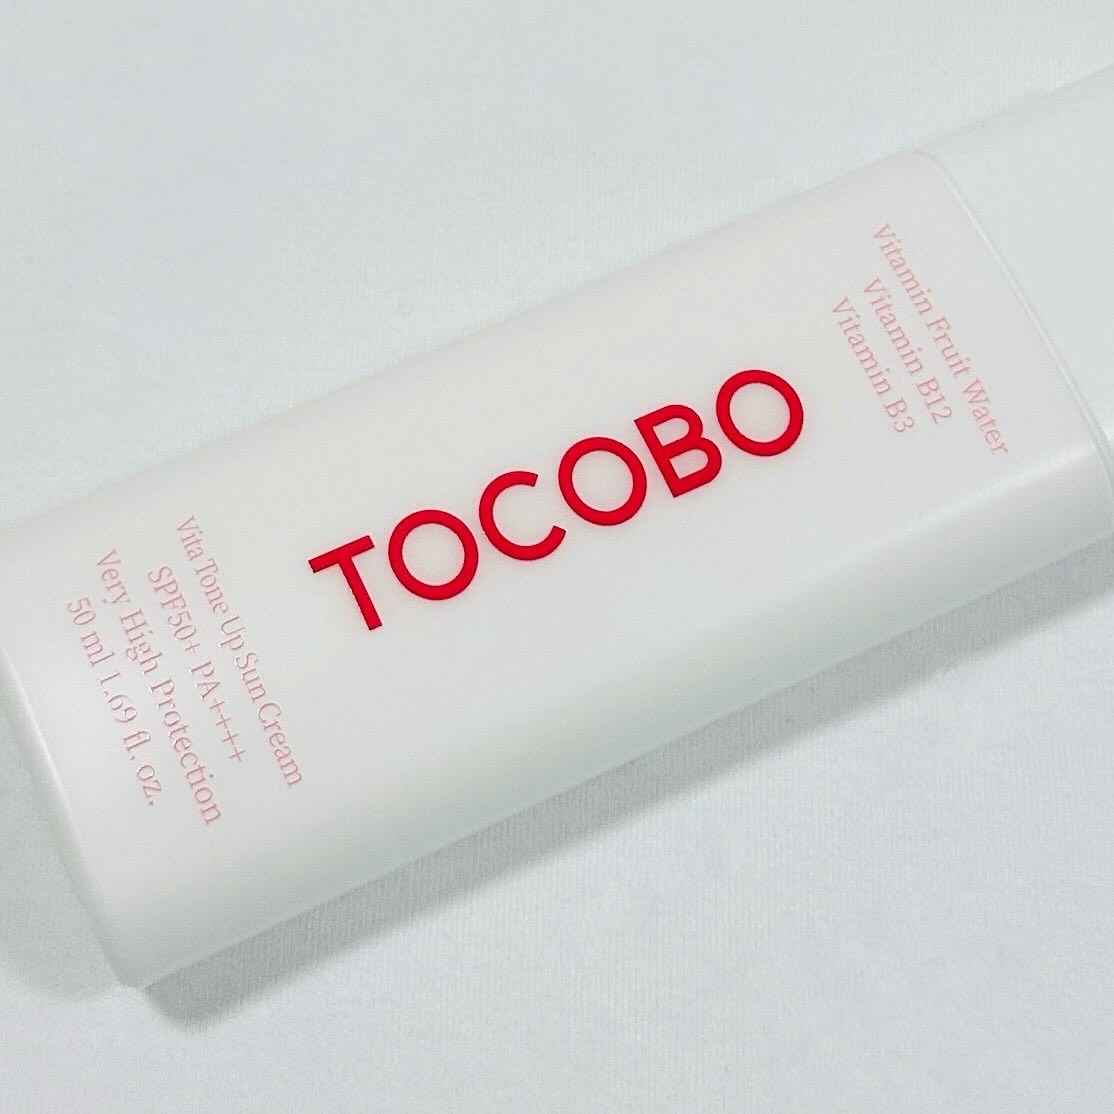 Vitamin Fruit Water
Vitamin B12
Vitamin B3
TOCOBO
Vita Tone Up Sun Cream
SPF50+ PA++++
Very High Protection
50 ml 1.69 fl. oz.